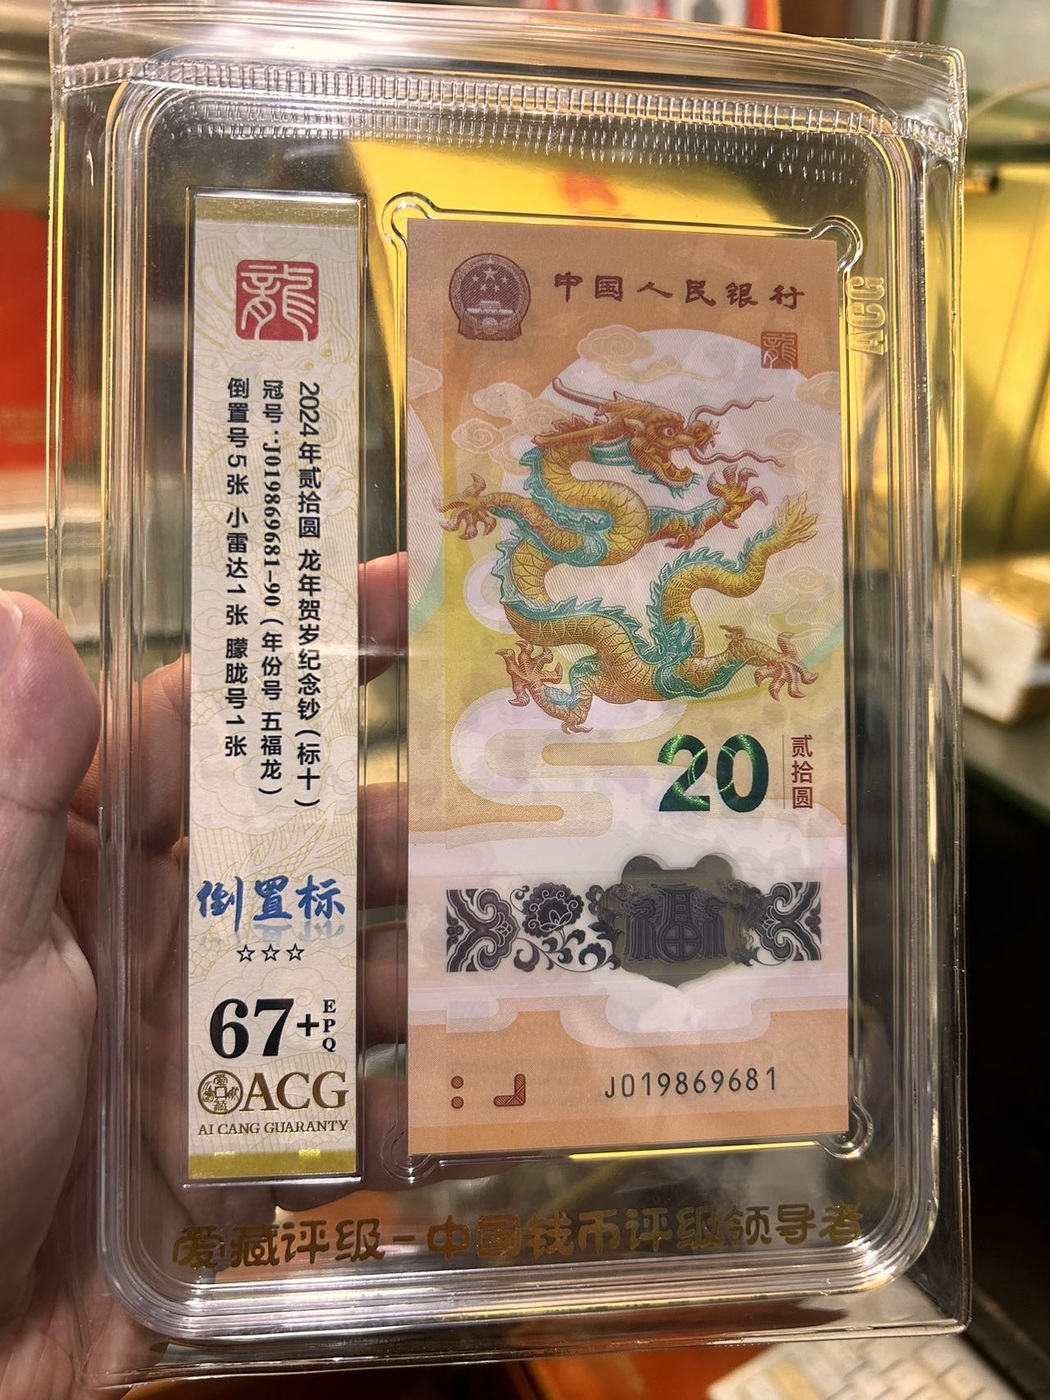 龍
2024年贰拾圆 龙年贺岁纪念钞(标十)
冠号:J019869681-90(年份号 五福龙)
倒置号5张 小雷达1张 朦胧号1张
倒置标
☆☆☆
67+EPQ
ACG
AI CANG GUARANTY
中国人民银行
龍
20
贰拾圆
福
J019869681
ACG
爱藏评级-中国钱币评级领导者